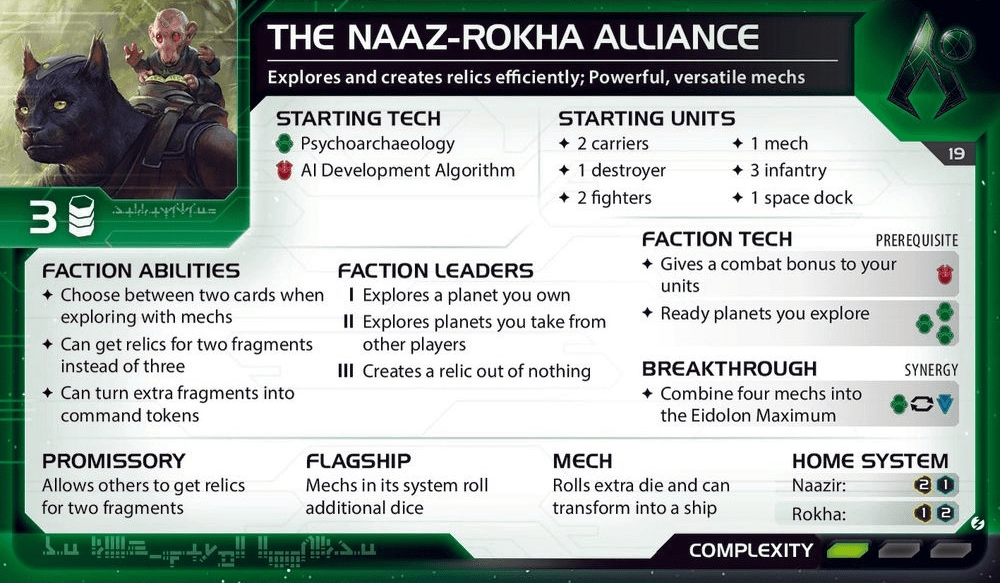 THE NAAZ-ROKHA ALLIANCE
Explores and creates relics efficiently; Powerful, versatile mechs
19
3
STARTING TECH
Psychoarchaeology
AI Development Algorithm
STARTING UNITS
✦ 2 carriers
✦ 1 destroyer
✦ 2 fighters
✦ 1 mech
✦ 3 infantry
✦ 1 space dock
FACTION ABILITIES
✦ Choose between two cards when
exploring with mechs
✦ Can get relics for two fragments
instead of three
✦ Can turn extra fragments into
command tokens
FACTION LEADERS
I Explores a planet you own
II Explores planets you take from
other players
III Creates a relic out of nothing
FACTION TECH PREREQUISITE
✦ Gives a combat bonus to your
units
✦ Ready planets you explore
BREAKTHROUGH SYNERGY
✦ Combine four mechs into
the Eidolon Maximum
PROMISSORY
Allows others to get relics
for two fragments
FLAGSHIP
Mechs in its system roll
additional dice
MECH
Rolls extra die and can
transform into a ship
HOME SYSTEM
Naazir: 2 1
Rokha: 1 2
COMPLEXITY